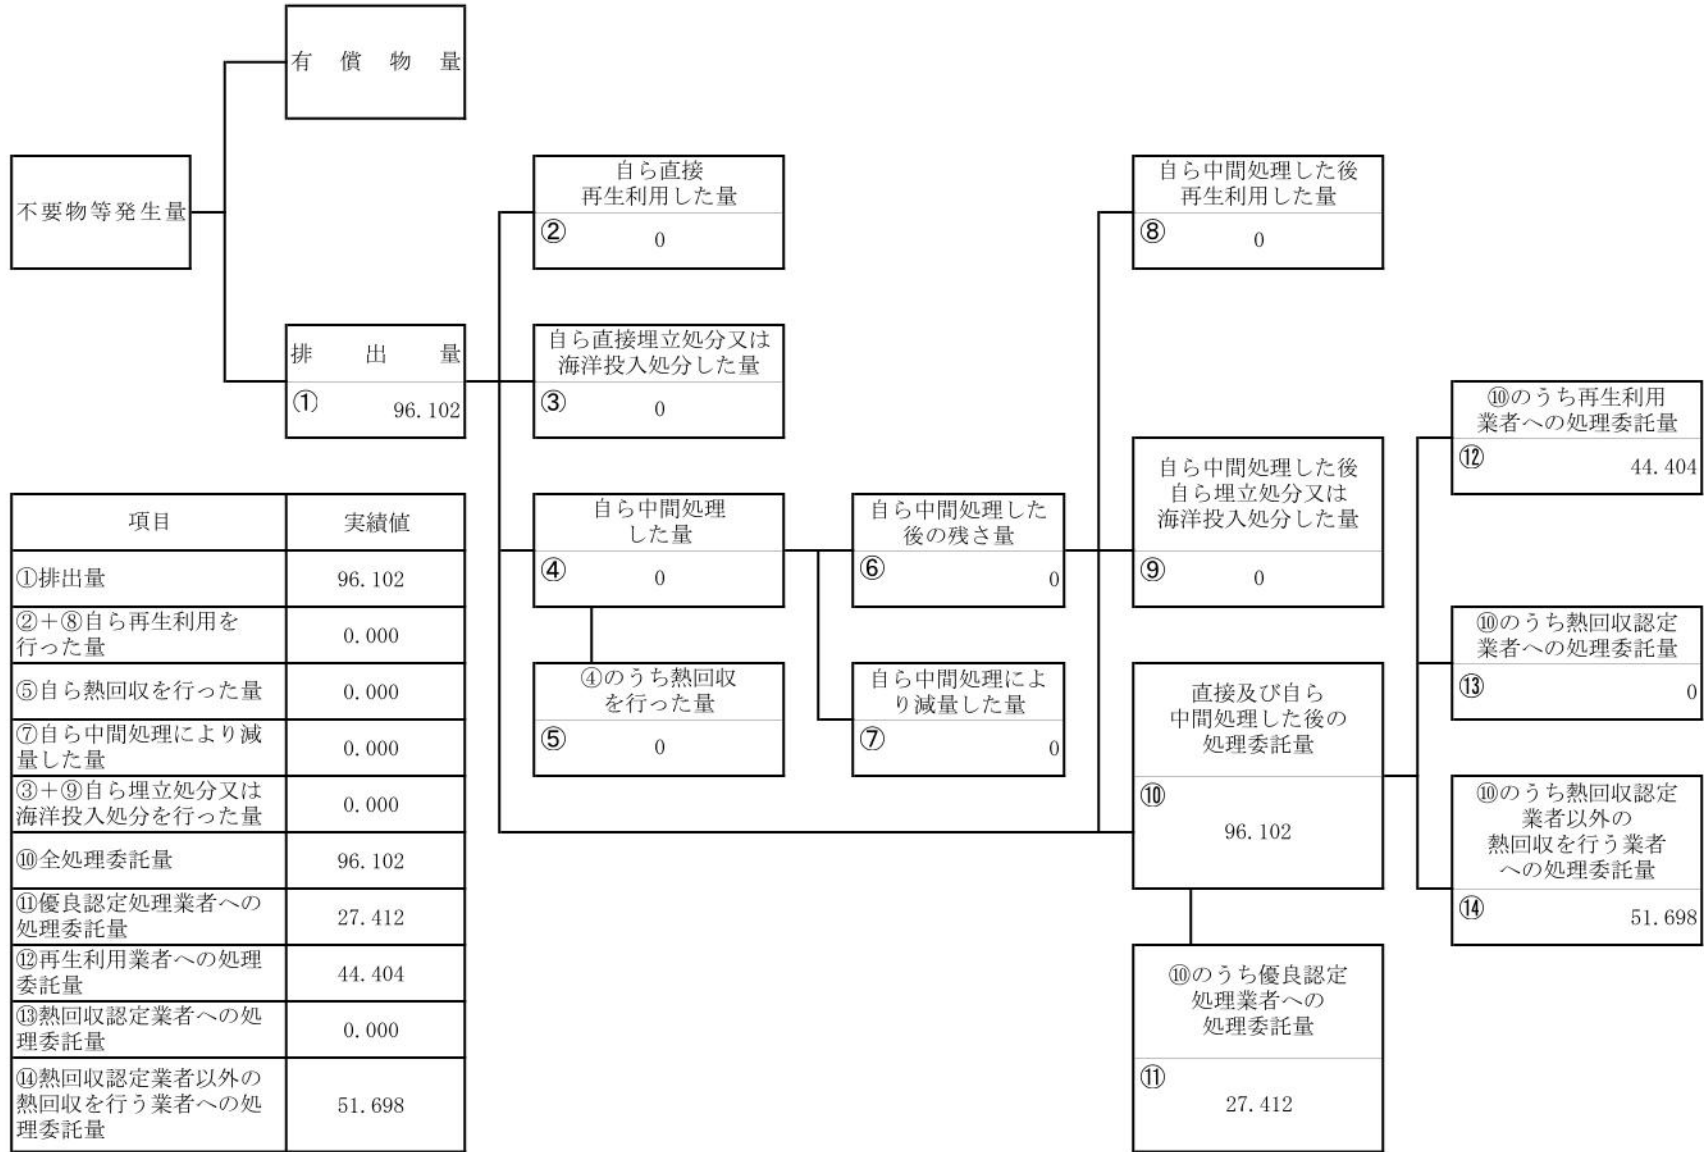 有償物量
不要物等発生量
排出量
① 96.102
自ら直接
再生利用した量
② 0
自ら直接埋立処分又は
海洋投入処分した量
③ 0
自ら中間処理
した量
④ 0
④のうち熱回収
を行った量
⑤ 0
自ら中間処理した
後の残さ量
⑥ 0
自ら中間処理によ
り減量した量
⑦ 0
自ら中間処理した後
再生利用した量
⑧ 0
自ら中間処理した後
自ら埋立処分又は
海洋投入処分した量
⑨ 0
直接及び自ら
中間処理した後の
処理委託量
⑩
96.102
⑩のうち優良認定
処理業者への
処理委託量
⑪
27.412
⑩のうち再生利用
業者への処理委託量
⑫ 44.404
⑩のうち熱回収認定
業者への処理委託量
⑬ 0
⑩のうち熱回収認定
業者以外の
熱回収を行う業者
への処理委託量
⑭ 51.698
項目 実績値
①排出量 96.102
②+⑧自ら再生利用を
行った量 0.000
⑤自ら熱回収を行った量 0.000
⑦自ら中間処理により減
量した量 0.000
③+⑨自ら埋立処分又は
海洋投入処分を行った量 0.000
⑩全処理委託量 96.102
⑪優良認定処理業者への
処理委託量 27.412
⑫再生利用業者への処理
委託量 44.404
⑬熱回収認定業者への処
理委託量 0.000
⑭熱回収認定業者以外の
熱回収を行う業者への処
理委託量 51.698